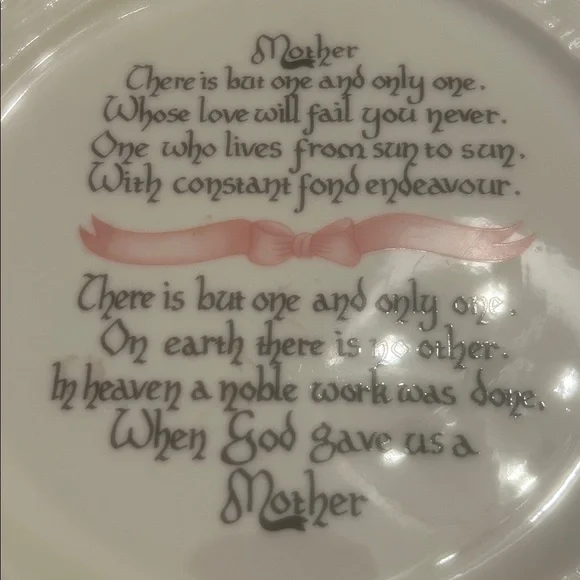 Mother
There is but one and only one.
Whose love will fail you never.
One who lives from sun to sun.
With constant fond endeavour.
There is but one and only one.
On earth there is no other.
In heaven a noble work was done.
When God gave us a
Mother